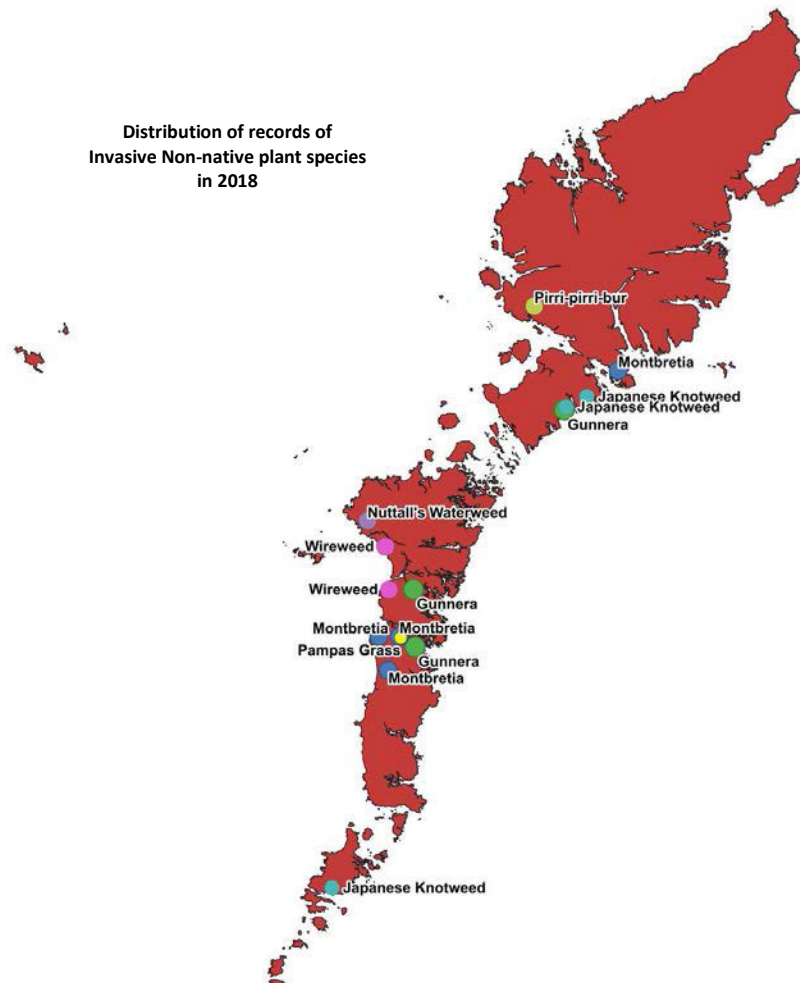 Distribution of records of
Invasive Non-native plant species
in 2018
Pirri-pirri-bur
Montbretia
Japanese Knotweed
Japanese Knotweed
Gunnera
Nuttall's Waterweed
Wireweed
Wireweed
Gunnera
Montbretia
Montbretia
Pampas Grass
Gunnera
Montbretia
Japanese Knotweed